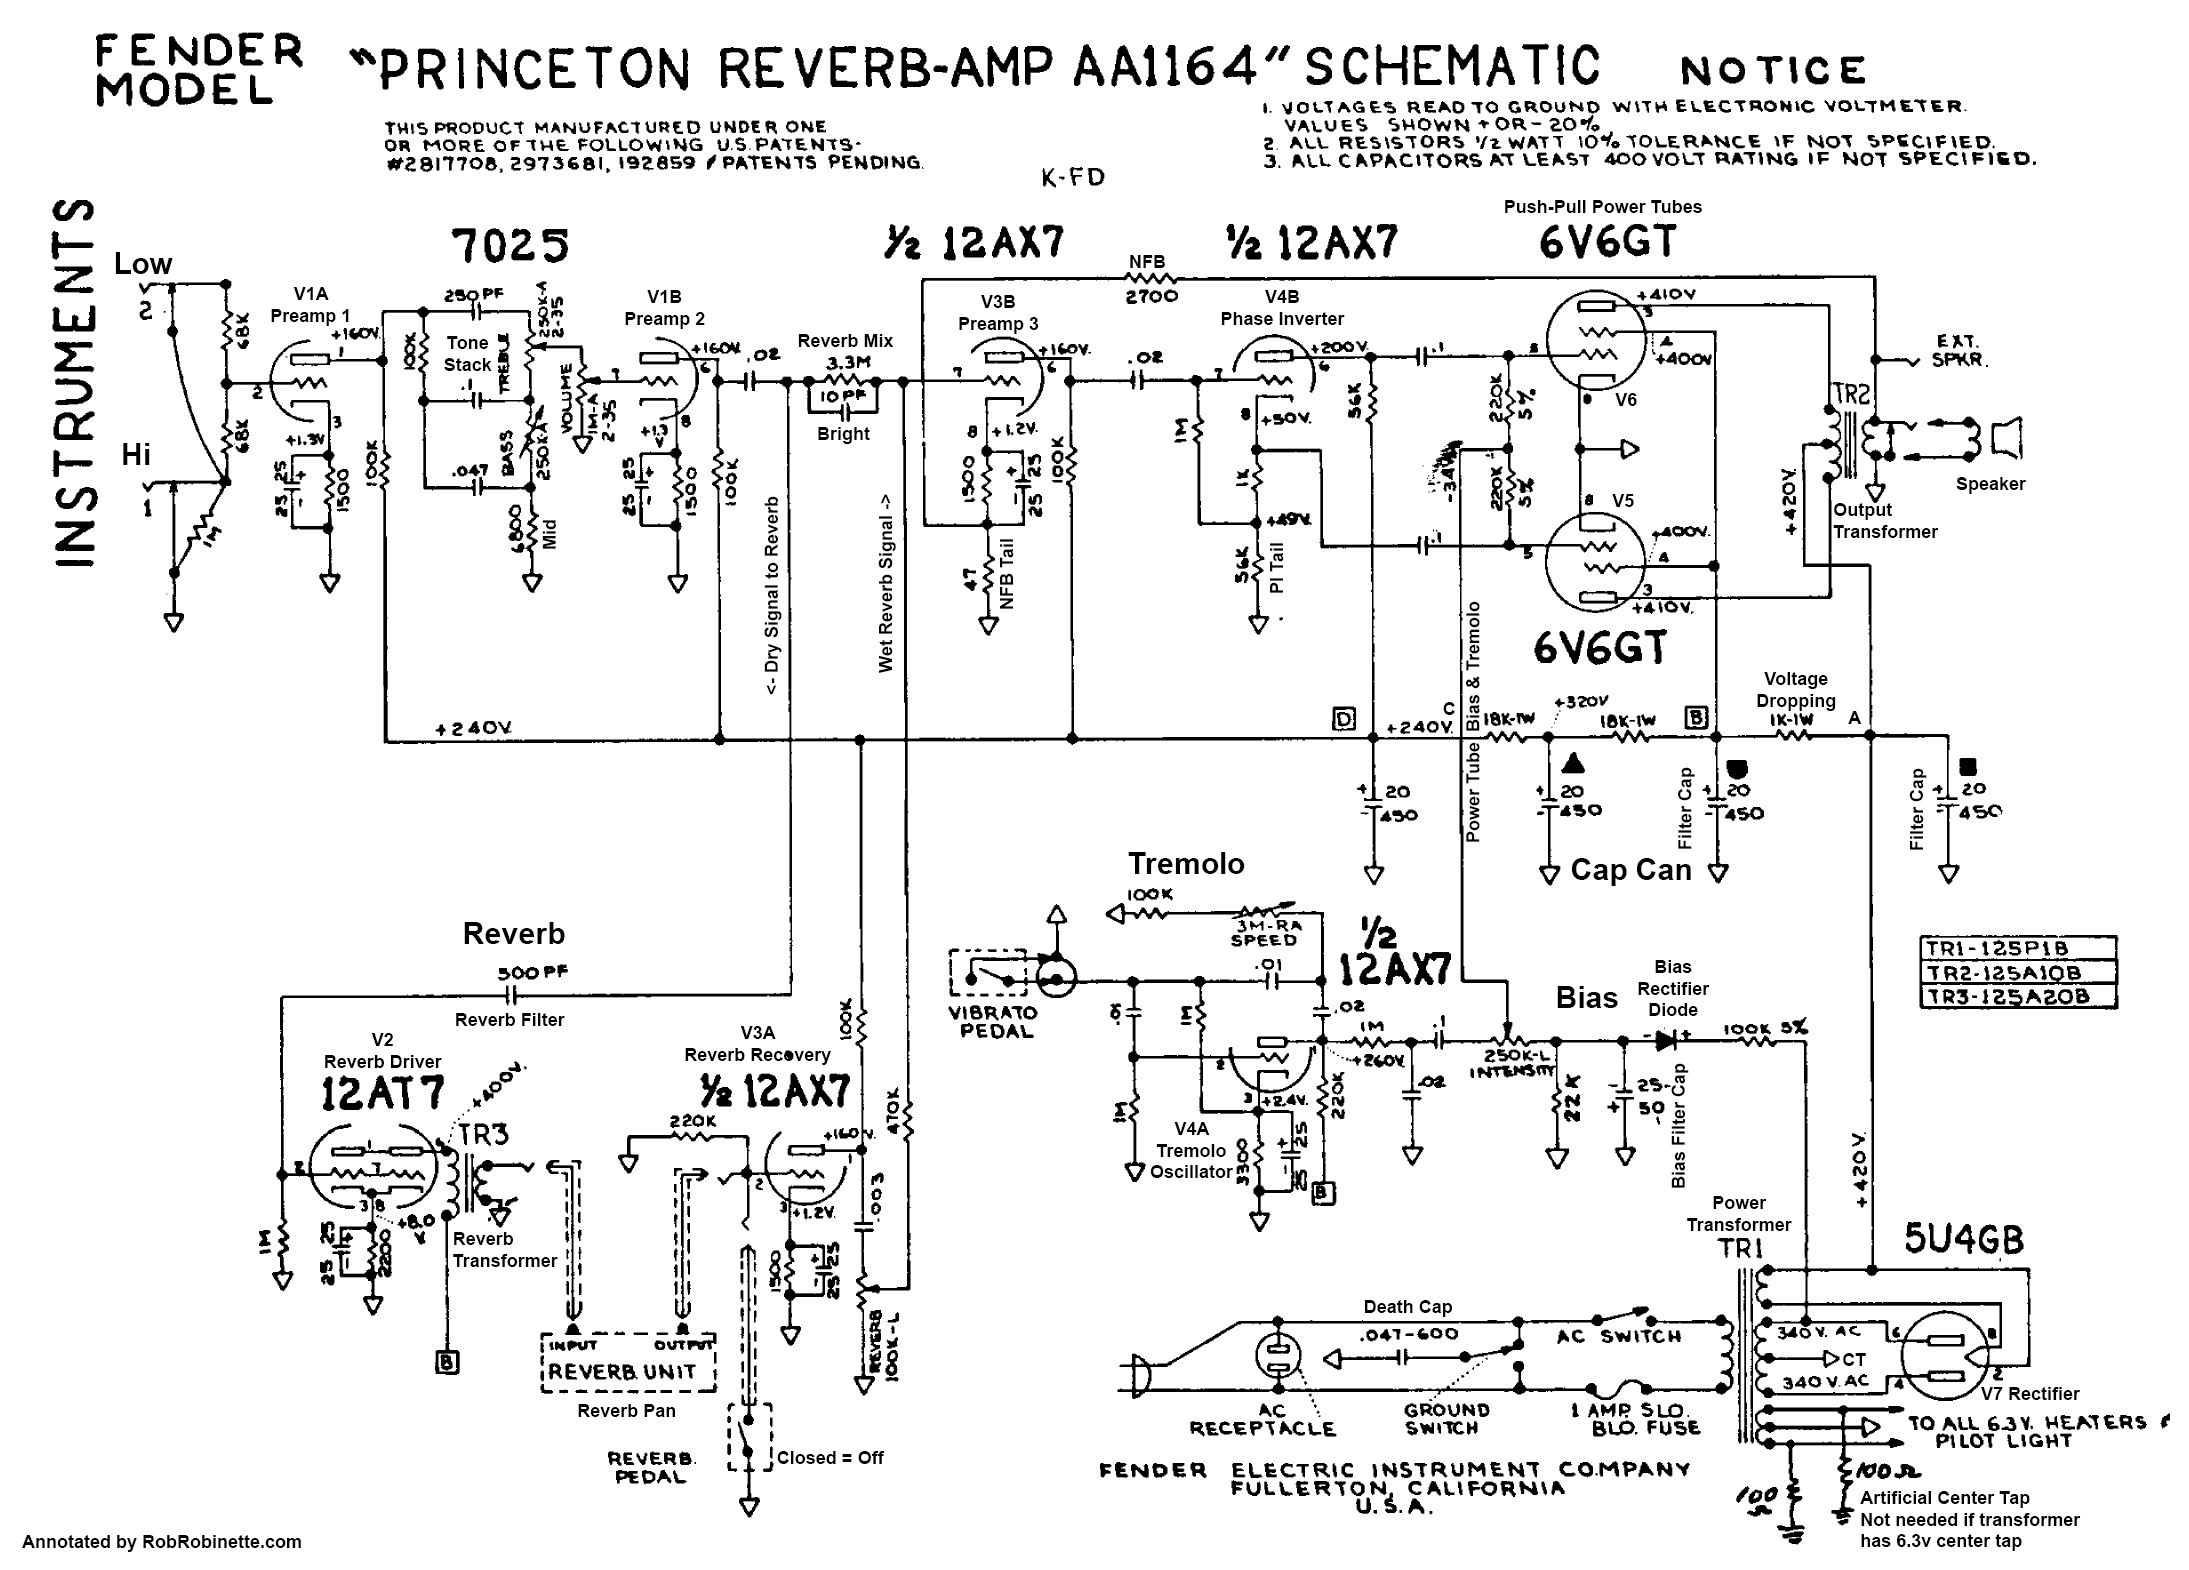 FENDER MODEL
"PRINCETON REVERB-AMP AA1164" SCHEMATIC
NOTICE
1. VOLTAGES READ TO GROUND WITH ELECTRONIC VOLTMETER.
VALUES SHOWN + OR - 20%
2. ALL RESISTORS 1/2 WATT 10% TOLERANCE IF NOT SPECIFIED.
3. ALL CAPACITORS AT LEAST 400 VOLT RATING IF NOT SPECIFIED.
THIS PRODUCT MANUFACTURED UNDER ONE
OR MORE OF THE FOLLOWING U.S. PATENTS-
#2817708, 2973681, 192859 / PATENTS PENDING.
K-FD
INSTRUMENTS
Low
2
Hi
1
68K
68K
1M
7025
V1A
Preamp 1
+160V.
1
2
3
+1.3V
25 25
+
-
1500
100K
250 PF
100K
Tone
Stack
.1
.047
TREBLE
250K-A
2-35
BASS
250K-A
6800
Mid
VOLUME
1M-A
2-35
V1B
Preamp 2
+160V.
7
6
8
+1.3
V
25 25
+
-
1500
100K
.02
Reverb Mix
3.3M
10 PF
Bright
<- Dry Signal to Reverb
Wet Reverb Signal ->
1/2 12AX7
V3B
Preamp 3
+160V.
7
6
8
+1.2V.
1500
+
-
25 25
100K
47
NFB Tail
NFB
2700
.02
1/2 12AX7
V4B
Phase Inverter
+200V.
7
6
8
+50V.
1M
1K
+49V.
56K
PI Tail
56K
.1
.1
220K
5%
220K
5%
-34V.
Push-Pull Power Tubes
6V6GT
+410V
3
4
+400V
5
8
V6
V5
8
5
+400V.
4
3
+410V.
6V6GT
TR2
+420V.
Output
Transformer
EXT.
SPKR.
Speaker
+240V.
D
C
+240V.
Power Tube Bias & Tremolo
18K-1W
+320V
18K-1W
B
Voltage
Dropping
1K-1W
A
+ 20
- 450
+ 20
- 450
Filter Cap
+ 20
- 450
Filter Cap
+ 20
- 450
Cap Can
Tremolo
100K
3M-RA
SPEED
1/2
12AX7
.01
.02
VIBRATO
PEDAL
1M
1M
2
1
3
+2.4V.
+260V.
V4A
Tremolo
Oscillator
3300
+
-
25
25
220K
B
1M
.1
.02
250K-L
INTENSITY
Bias
22K
Bias
Rectifier
Diode
- +
100K 5%
- 25-
+ 50-
Bias Filter Cap
TR1-125P1B
TR2-125A10B
TR3-125A20B
Reverb
500 PF
Reverb Filter
V2
Reverb Driver
12AT7
+400V.
TR3
1
6
2
7
3 8
+8.0
V
1M
25 25
+
-
2200
Reverb
Transformer
B
INPUT
OUTPUT
REVERB UNIT
Reverb Pan
V3A
Reverb Recovery
1/2 12AX7
220K
100K
+160V.
1
2
3
+1.2V.
1500
+
-
25 25
.003
470K
REVERB
100K-L
REVERB.
PEDAL
Closed = Off
Death Cap
.047-600
AC
RECEPTACLE
GROUND
SWITCH
AC SWITCH
1 AMP. SLO.
BLO. FUSE
Power
Transformer
TR1
+420V.
5U4GB
340 V. AC
CT
340 V. AC
6
8
4
2
V7 Rectifier
TO ALL 6.3V. HEATERS &
PILOT LIGHT
100Ω
100
Ω
Artificial Center Tap
Not needed if transformer
has 6.3v center tap
FENDER ELECTRIC INSTRUMENT COMPANY
FULLERTON, CALIFORNIA
U.S.A.
Annotated by RobRobinette.com